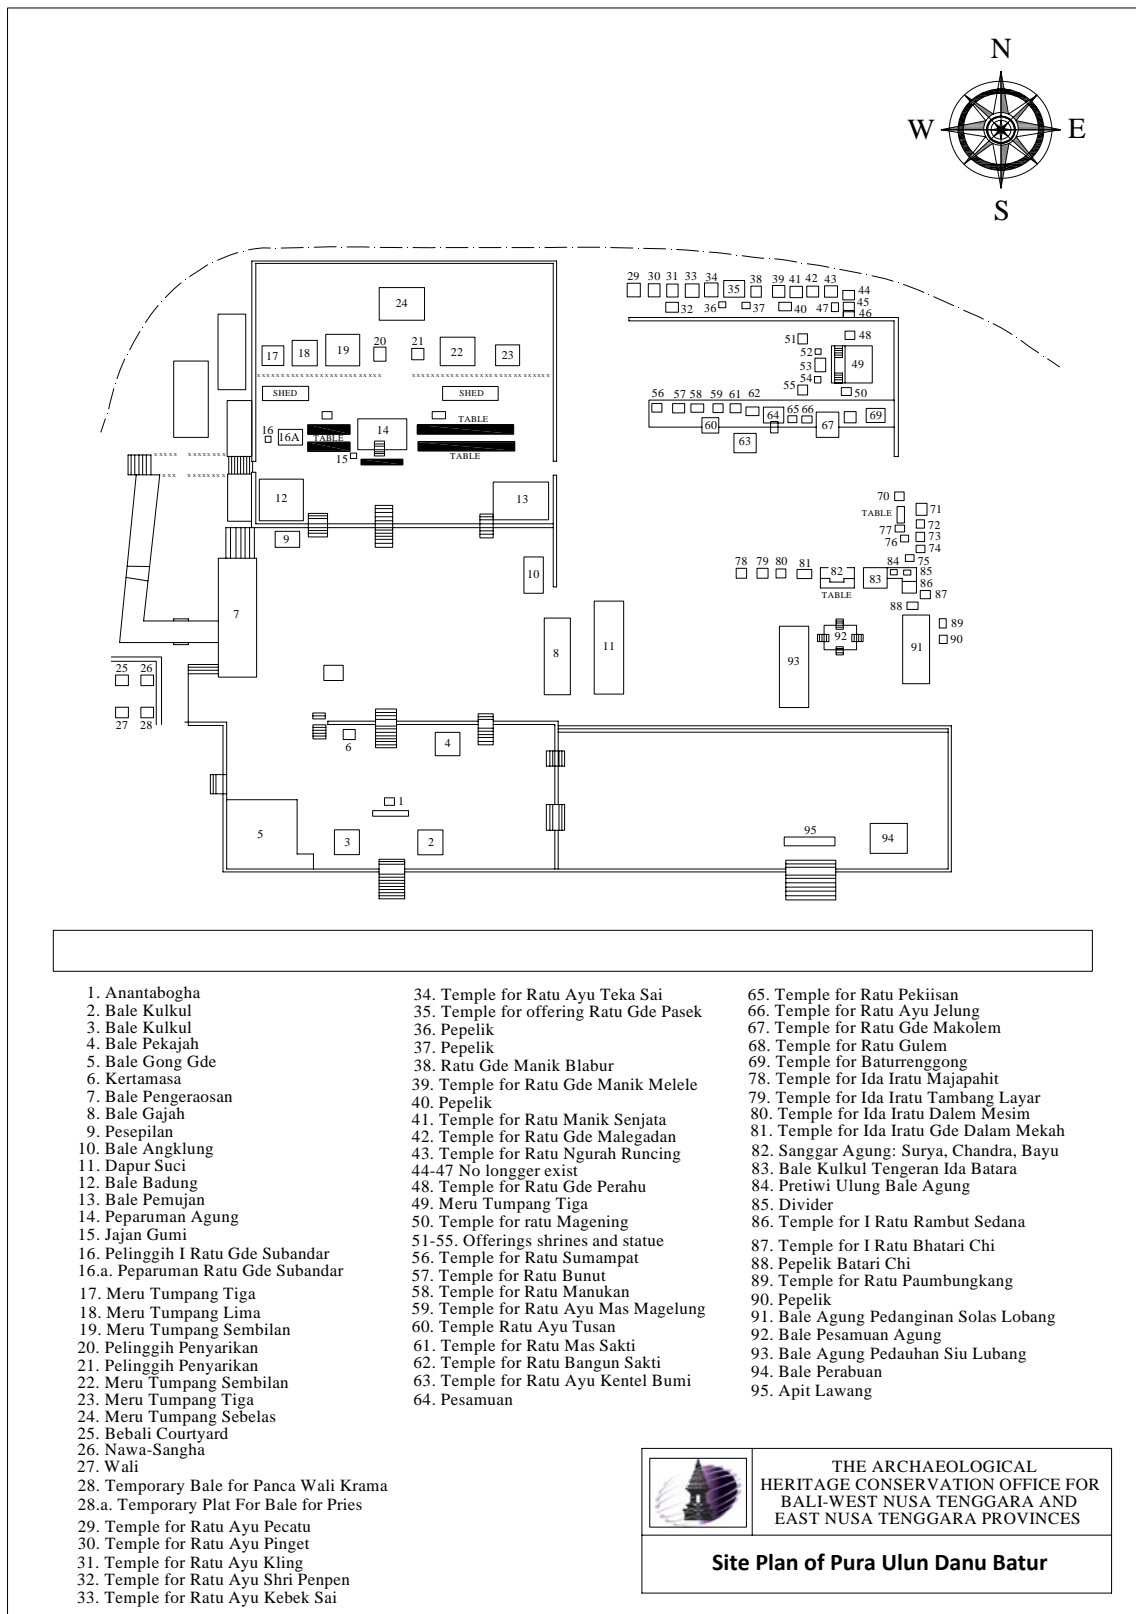 N
W
E
S
29 30 31 33 34 35 38 39 41 42 43 44
32 36 37 40 47 45
46
24
17 18 19 20 21 22 23
51 48
52
53 49
54
55 50
SHED SHED
56 57 58 59 61 62 64 65 66 67 69
60 63
16 16A TABLE 14 TABLE
15 TABLE
12 13
70
TABLE 71
77 72
76 73
74
75
9
10
78 79 80 81 82 83 84 85
TABLE 86
87
88
7
8 11 93 92 91 89
90
25 26
27 28
6 4
1
5 3 2
95 94
1. Anantabogha
2. Bale Kulkul
3. Bale Kulkul
4. Bale Pekajah
5. Bale Gong Gde
6. Kertamasa
7. Bale Pengeraosan
8. Bale Gajah
9. Pesepilan
10. Bale Angklung
11. Dapur Suci
12. Bale Badung
13. Bale Pemujan
14. Peparuman Agung
15. Jajan Gumi
16. Pelinggih I Ratu Gde Subandar
16.a. Peparuman Ratu Gde Subandar
17. Meru Tumpang Tiga
18. Meru Tumpang Lima
19. Meru Tumpang Sembilan
20. Pelinggih Penyarikan
21. Pelinggih Penyarikan
22. Meru Tumpang Sembilan
23. Meru Tumpang Tiga
24. Meru Tumpang Sebelas
25. Bebali Courtyard
26. Nawa-Sangha
27. Wali
28. Temporary Bale for Panca Wali Krama
28.a. Temporary Plat For Bale for Pries
29. Temple for Ratu Ayu Pecatu
30. Temple for Ratu Ayu Pinget
31. Temple for Ratu Ayu Kling
32. Temple for Ratu Ayu Shri Penpen
33. Temple for Ratu Ayu Kebek Sai
34. Temple for Ratu Ayu Teka Sai
35. Temple for offering Ratu Gde Pasek
36. Pepelik
37. Pepelik
38. Ratu Gde Manik Blabur
39. Temple for Ratu Gde Manik Melele
40. Pepelik
41. Temple for Ratu Manik Senjata
42. Temple for Ratu Gde Malegadan
43. Temple for Ratu Ngurah Runcing
44-47 No longger exist
48. Temple for Ratu Gde Perahu
49. Meru Tumpang Tiga
50. Temple for ratu Magening
51-55. Offerings shrines and statue
56. Temple for Ratu Sumampat
57. Temple for Ratu Bunut
58. Temple for Ratu Manukan
59. Temple for Ratu Ayu Mas Magelung
60. Temple Ratu Ayu Tusan
61. Temple for Ratu Mas Sakti
62. Temple for Ratu Bangun Sakti
63. Temple for Ratu Ayu Kentel Bumi
64. Pesamuan
65. Temple for Ratu Pekiisan
66. Temple for Ratu Ayu Jelung
67. Temple for Ratu Gde Makolem
68. Temple for Ratu Gulem
69. Temple for Baturrenggong
78. Temple for Ida Iratu Majapahit
79. Temple for Ida Iratu Tambang Layar
80. Temple for Ida Iratu Dalem Mesim
81. Temple for Ida Iratu Gde Dalam Mekah
82. Sanggar Agung: Surya, Chandra, Bayu
83. Bale Kulkul Tengeran Ida Batara
84. Pretiwi Ulung Bale Agung
85. Divider
86. Temple for I Ratu Rambut Sedana
87. Temple for I Ratu Bhatari Chi
88. Pepelik Batari Chi
89. Temple for Ratu Paumbungkang
90. Pepelik
91. Bale Agung Pedanginan Solas Lobang
92. Bale Pesamuan Agung
93. Bale Agung Pedauhan Siu Lubang
94. Bale Perabuan
95. Apit Lawang
THE ARCHAEOLOGICAL
HERITAGE CONSERVATION OFFICE FOR
BALI-WEST NUSA TENGGARA AND
EAST NUSA TENGGARA PROVINCES
Site Plan of Pura Ulun Danu Batur